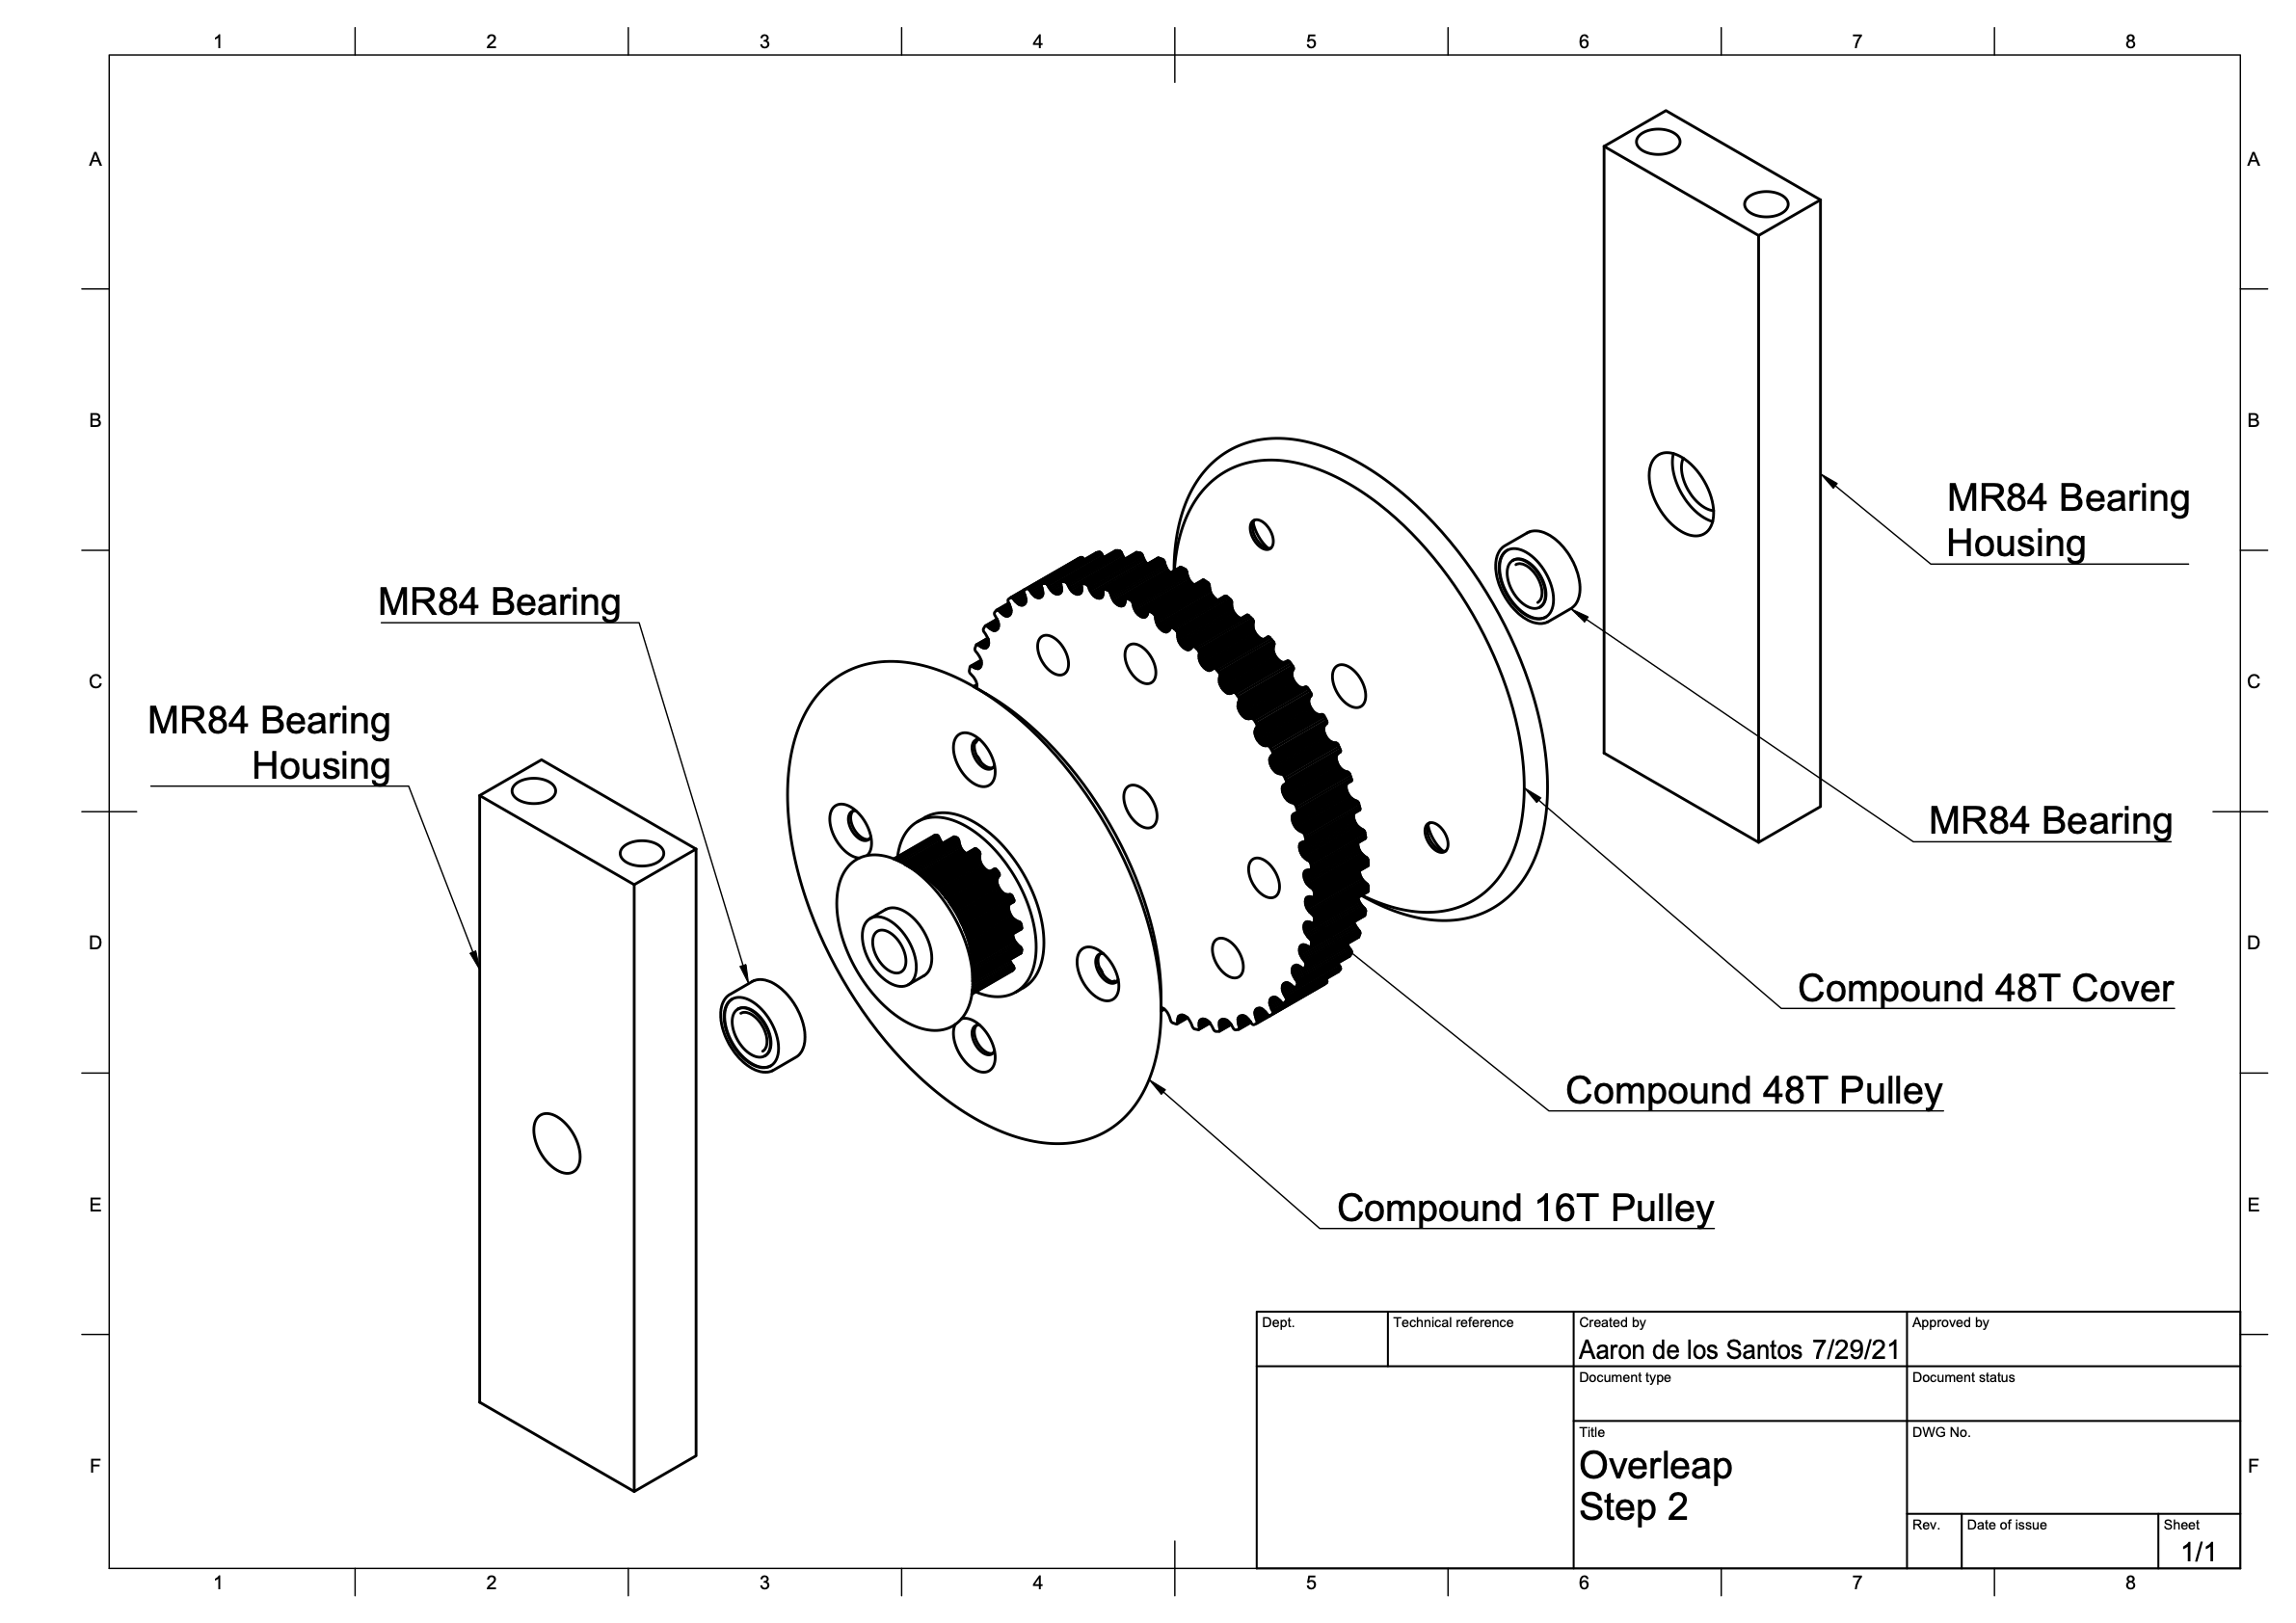 1 2 3 4 5 6 7 8
A A
B B
MR84 Bearing
Housing
MR84 Bearing
C C
MR84 Bearing
Housing
MR84 Bearing
D D
Compound 48T Cover
Compound 48T Pulley
E E
Compound 16T Pulley
Dept. Technical reference Created by Approved by
Aaron de los Santos 7/29/21
Document type Document status
Title DWG No.
Overleap
F F
Step 2
Rev. Date of issue Sheet
1/1
1 2 3 4 5 6 7 8